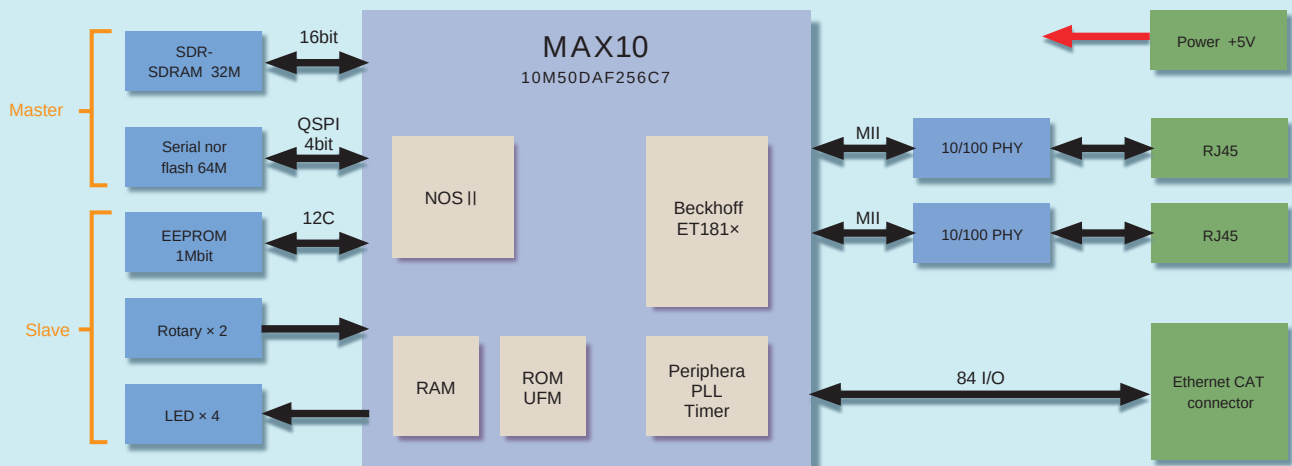 Master
SDR-
SDRAM 32M
16bit
Serial nor
flash 64M
QSPI
4bit
Slave
EEPROM
1Mbit
12C
Rotary × 2
LED × 4
MAX10
10M50DAF256C7
NOS II
Beckhoff
ET181×
RAM
ROM
UFM
Periphera
PLL
Timer
Power +5V
MII
10/100 PHY
RJ45
MII
10/100 PHY
RJ45
84 I/O
Ethernet CAT
connector